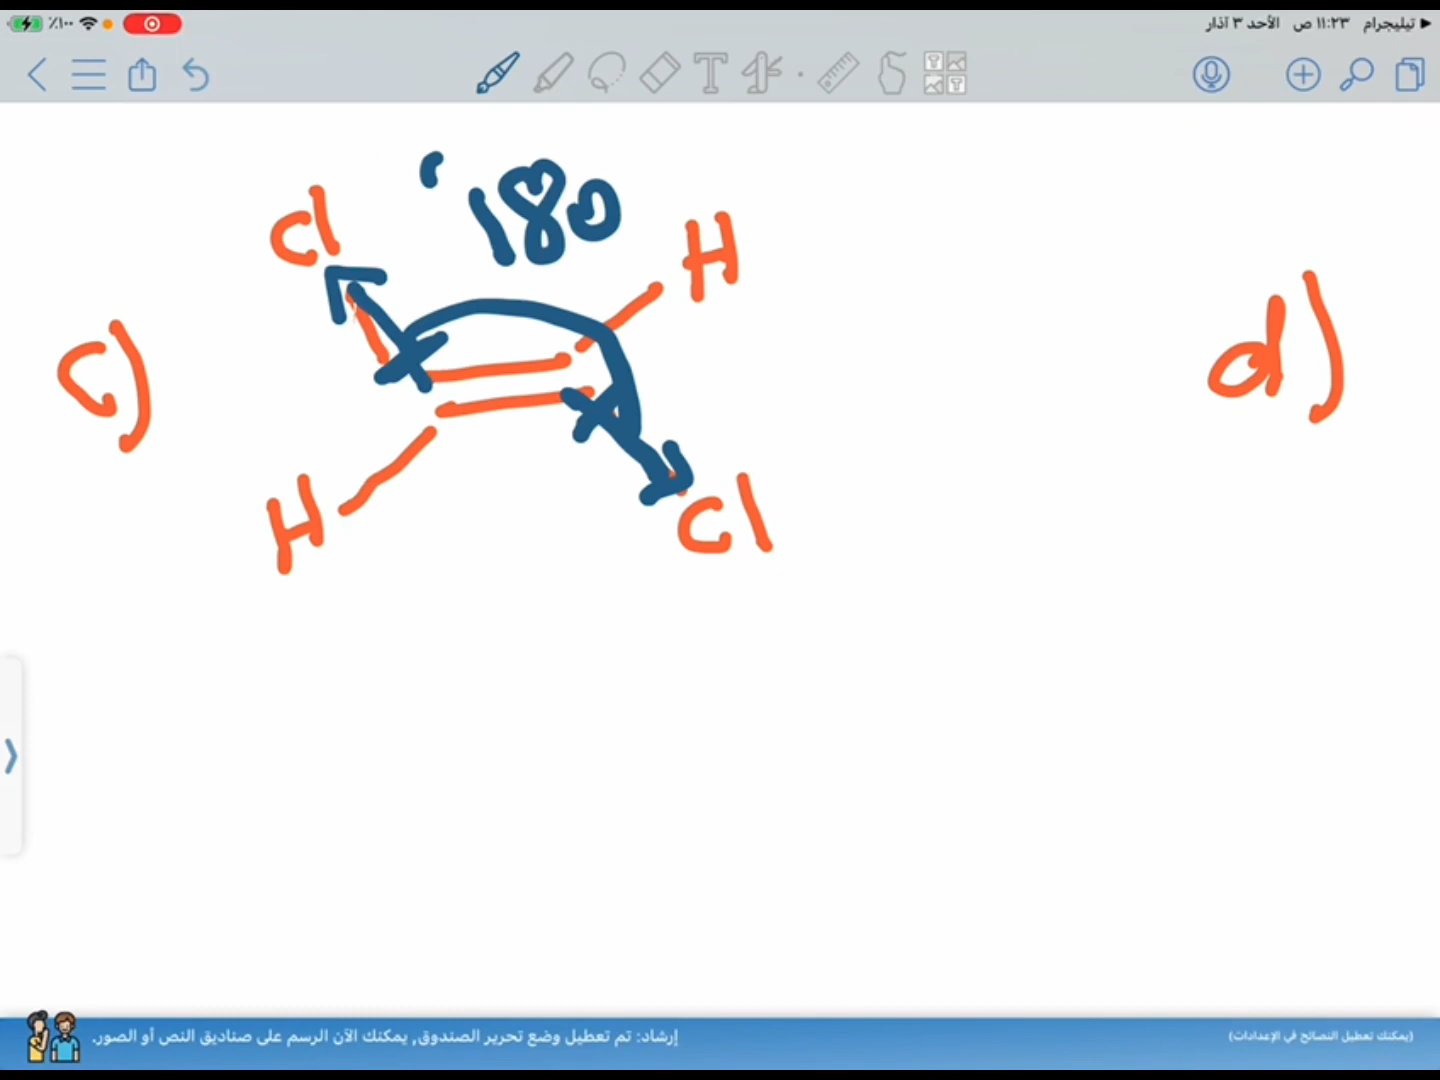 ▶ تيليجرام ١١:٢٣ ص الأحد ٣ آذار
٪١٠٠
180
Cl
H
c)
d)
H
Cl
إرشاد: تم تعطيل وضع تحرير الصندوق, يمكنك الآن الرسم على صناديق النص أو الصور.
(يمكنك تعطيل النصائح في الإعدادات)